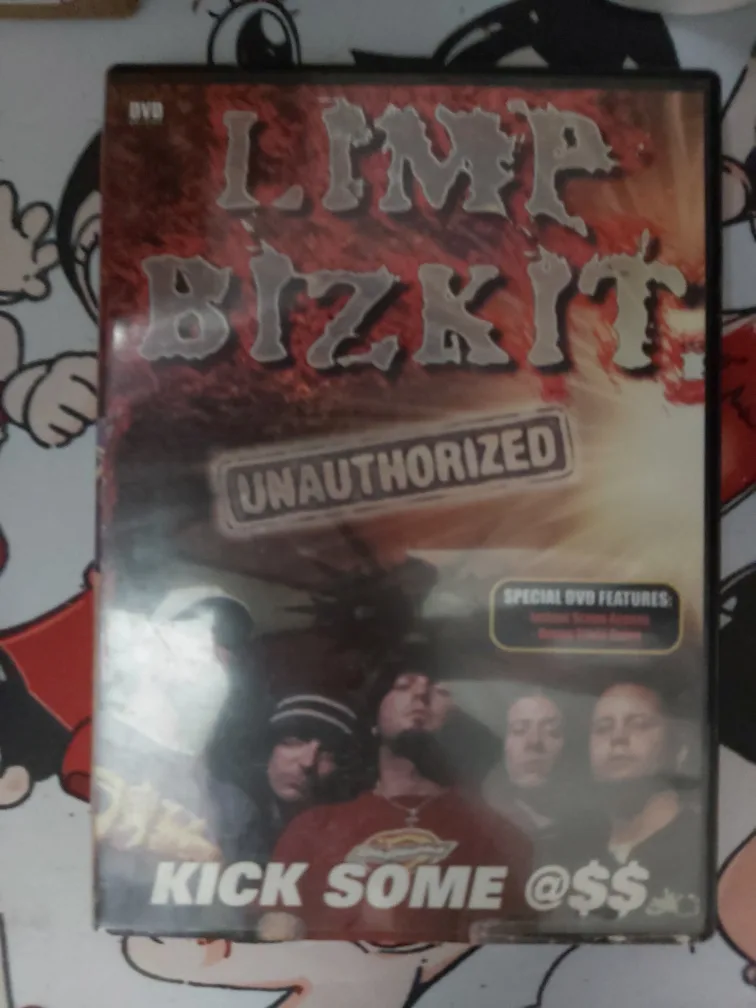 DVD
LIMP
BIZKIT
UNAUTHORIZED
SPECIAL DVD FEATURES:
KICK SOME @$$